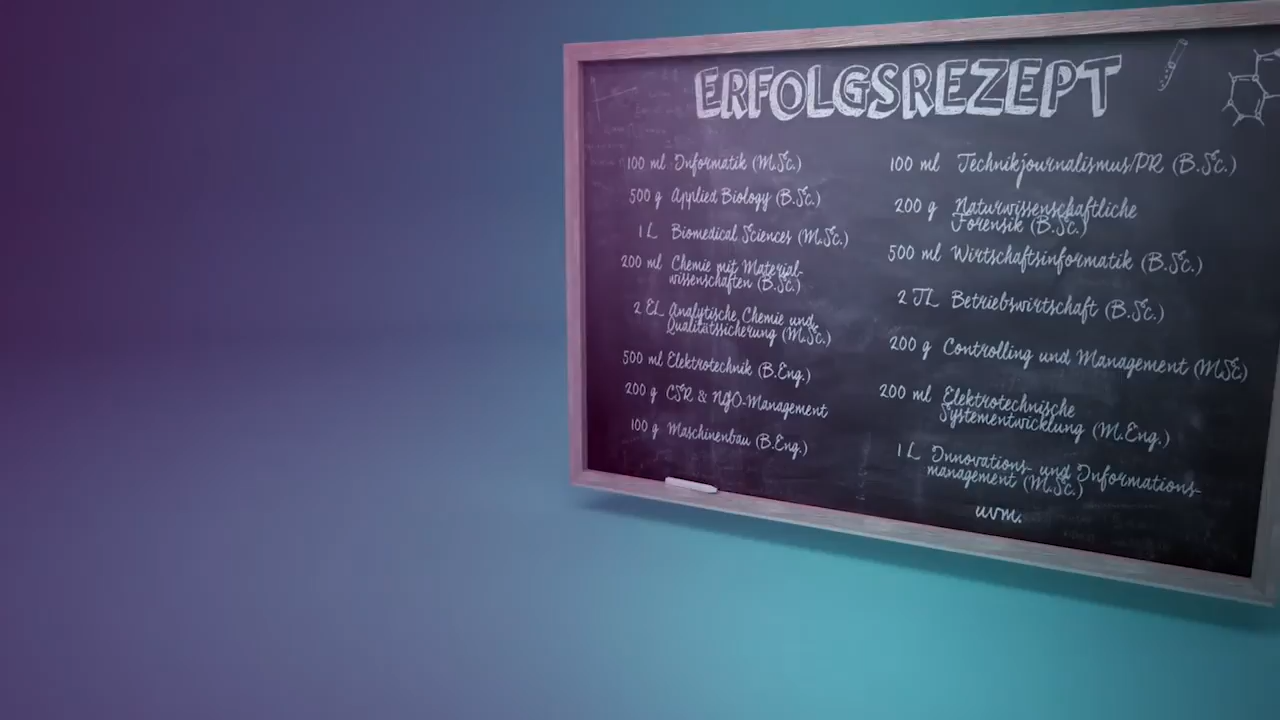 ERFOLGSREZEPT
100 ml Informatik (M.Sc.)
500 g Applied Biology (B.Sc.)
1 L Biomedical Sciences (M.Sc.)
200 ml Chemie mit Material-
wissenschaften (B.Sc.)
2 EL Analytische Chemie und
Qualitätssicherung (M.Sc.)
500 ml Elektrotechnik (B.Eng.)
200 g CSR & NGO-Management
100 g Maschinenbau (B.Eng.)
100 ml Technikjournalismus/PR (B.Sc.)
200 g Naturwissenschaftliche
Forensik (B.Sc.)
500 ml Wirtschaftsinformatik (B.Sc.)
2 TL Betriebswirtschaft (B.Sc.)
200 g Controlling und Management (MSc)
200 ml Elektrotechnische
Systementwicklung (M.Eng.)
1 L Innovations- und Informations-
management (M.Sc.)
uvm.